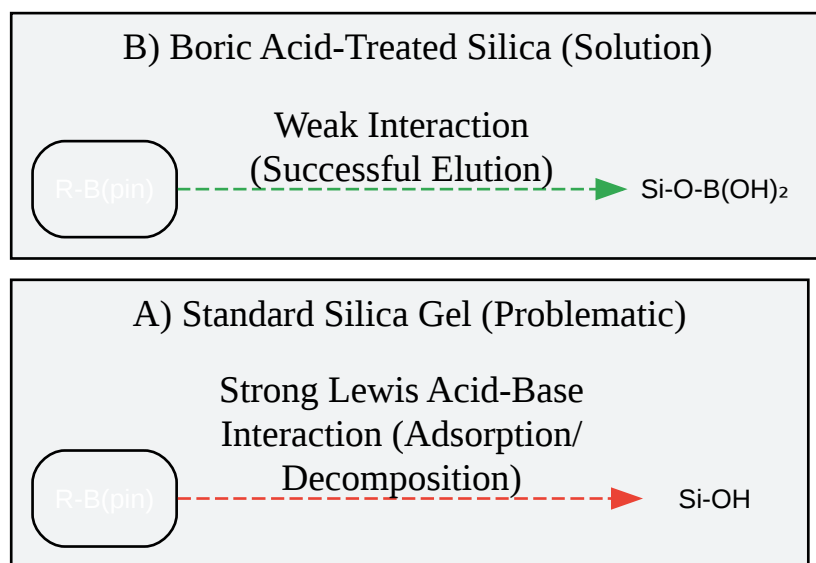 B) Boric Acid-Treated Silica (Solution)
Weak Interaction
(Successful Elution)
R-B(pin)
Si-O-B(OH)₂
A) Standard Silica Gel (Problematic)
Strong Lewis Acid-Base
Interaction (Adsorption/
Decomposition)
R-B(pin)
Si-OH